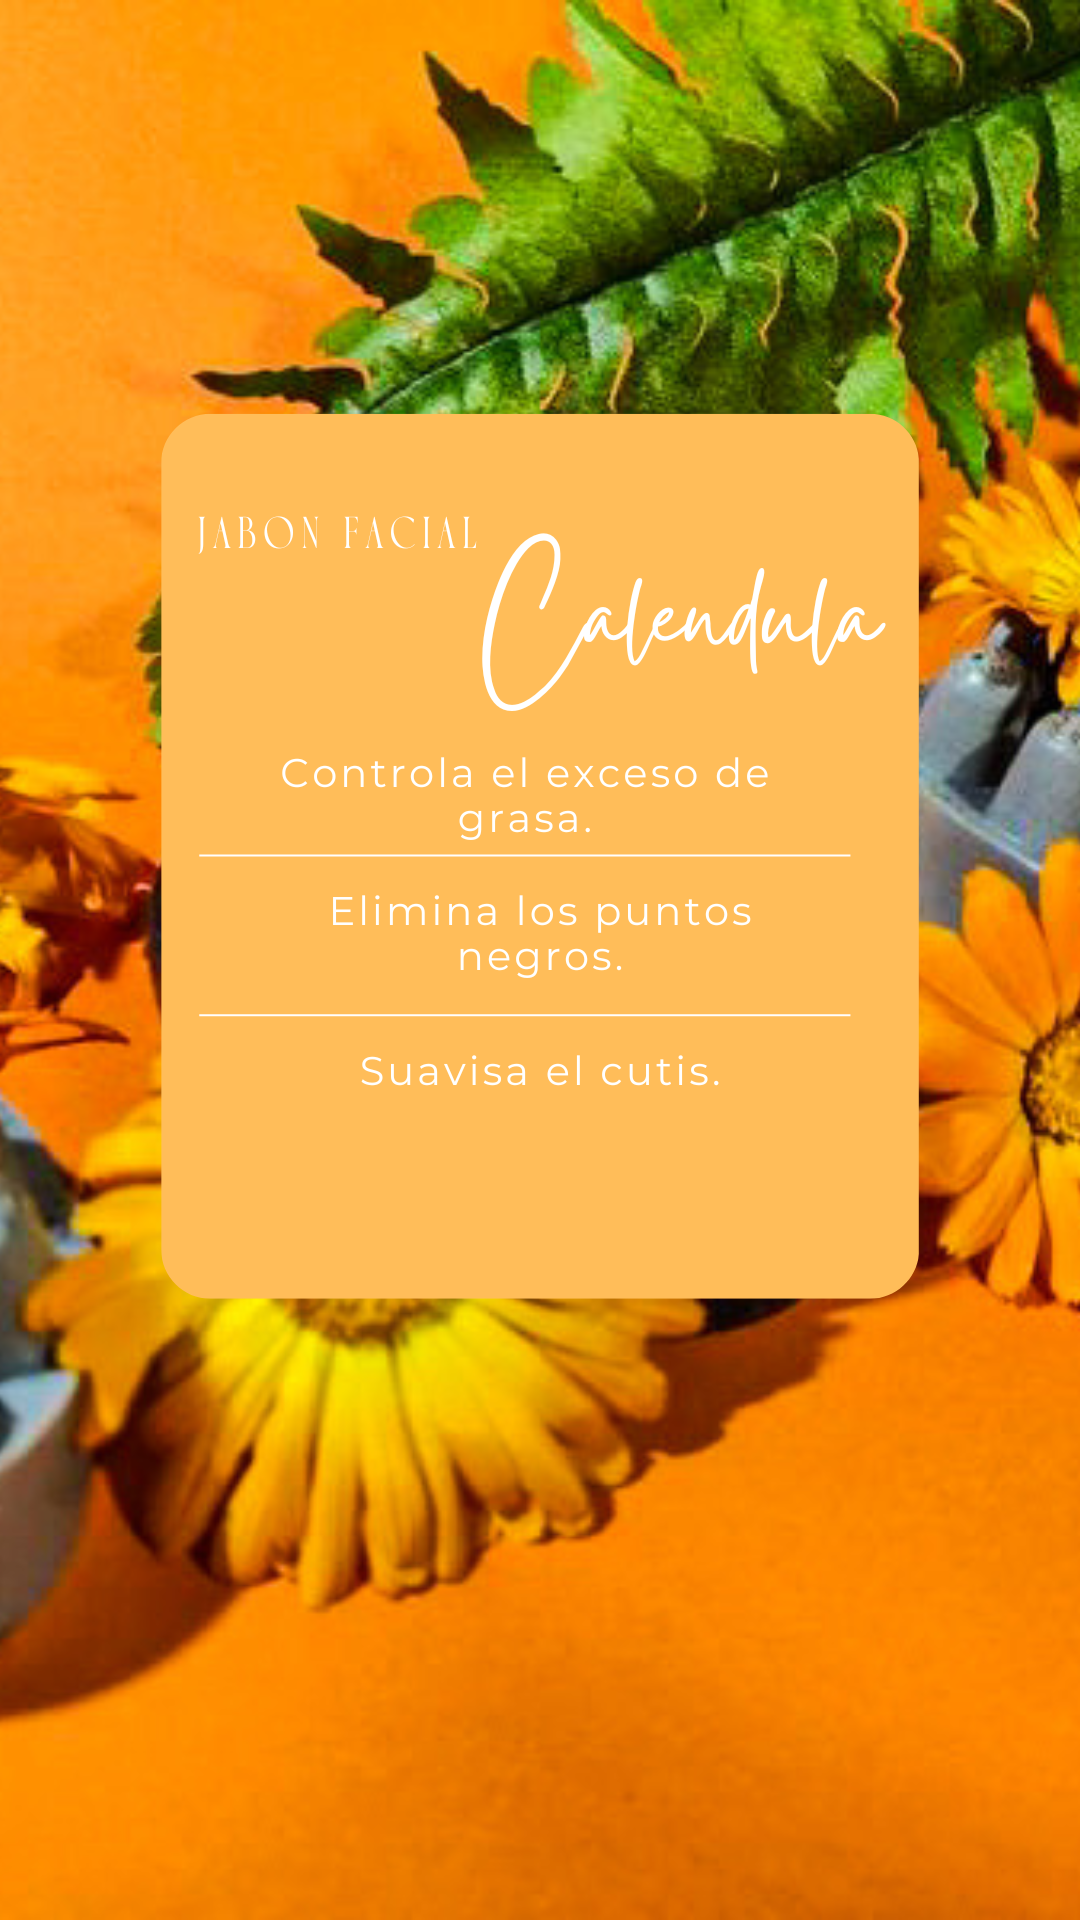 JABON FACIAL
Calendula
Controla el exceso de
grasa.
Elimina los puntos
negros.
Suavisa el cutis.